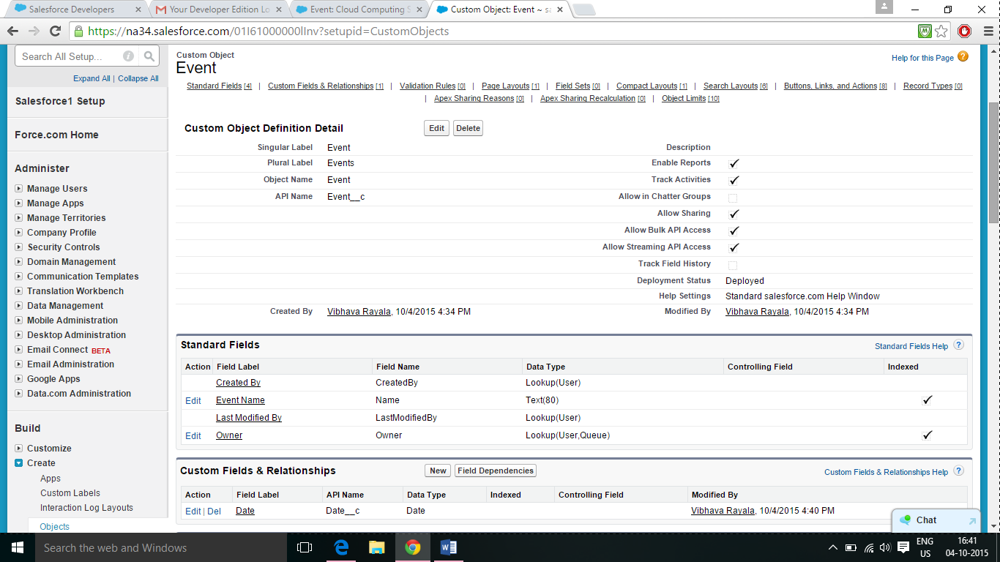 Salesforce Developers
Your Developer Edition Lo
Event: Cloud Computing S
Custom Object: Event ~ sa
https://na34.salesforce.com/01I61000000lInv?setupid=CustomObjects
Search All Setup...
Expand All | Collapse All
Salesforce1 Setup
Force.com Home
Administer
Manage Users
Manage Apps
Manage Territories
Company Profile
Security Controls
Domain Management
Communication Templates
Translation Workbench
Data Management
Mobile Administration
Desktop Administration
Email Connect BETA
Email Administration
Google Apps
Data.com Administration
Build
Customize
Create
Apps
Custom Labels
Interaction Log Layouts
Objects
Custom Object
Event
Help for this Page
Standard Fields [4] | Custom Fields & Relationships [1] | Validation Rules [0] | Page Layouts [1] | Field Sets [0] | Compact Layouts [1] | Search Layouts [6] | Buttons, Links, and Actions [8] | Record Types [0]
| Apex Sharing Reasons [0] | Apex Sharing Recalculation [0] | Object Limits [10]
Custom Object Definition Detail Edit Delete
Singular Label Event Description
Plural Label Events Enable Reports
Object Name Event Track Activities
API Name Event__c Allow in Chatter Groups
Allow Sharing
Allow Bulk API Access
Allow Streaming API Access
Track Field History
Deployment Status Deployed
Help Settings Standard salesforce.com Help Window
Created By Vibhava Rayala, 10/4/2015 4:34 PM Modified By Vibhava Rayala, 10/4/2015 4:34 PM
Standard Fields Standard Fields Help ?
Action Field Label Field Name Data Type Controlling Field Indexed
Created By CreatedBy Lookup(User)
Edit Event Name Name Text(80)
Last Modified By LastModifiedBy Lookup(User)
Edit Owner Owner Lookup(User,Queue)
Custom Fields & Relationships New Field Dependencies Custom Fields & Relationships Help ?
Action Field Label API Name Data Type Indexed Controlling Field Modified By
Edit | Del Date Date__c Date Vibhava Rayala, 10/4/2015 4:40 PM
Chat
Search the web and Windows
ENG
US
16:41
04-10-2015